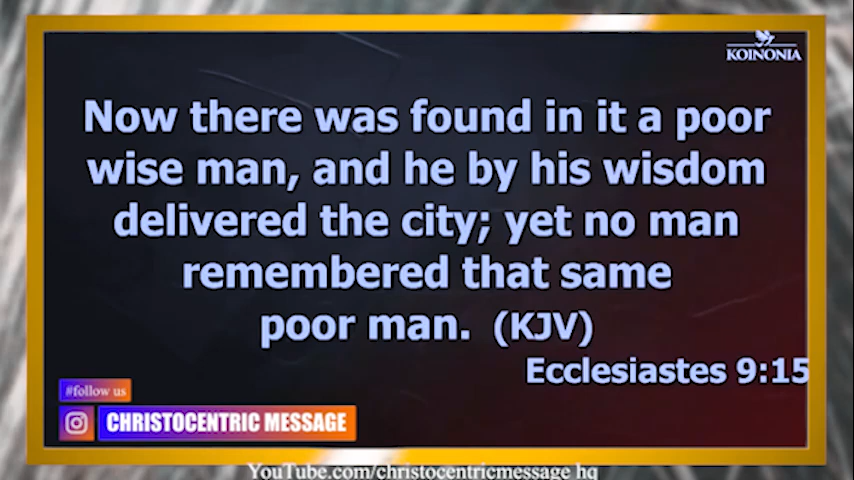 KOINONIA
Now there was found in it a poor
wise man, and he by his wisdom
delivered the city; yet no man
remembered that same
poor man. (KJV)
Ecclesiastes 9:15
#follow us
CHRISTOCENTRIC MESSAGE
YouTube.com/christocentricmessage hq